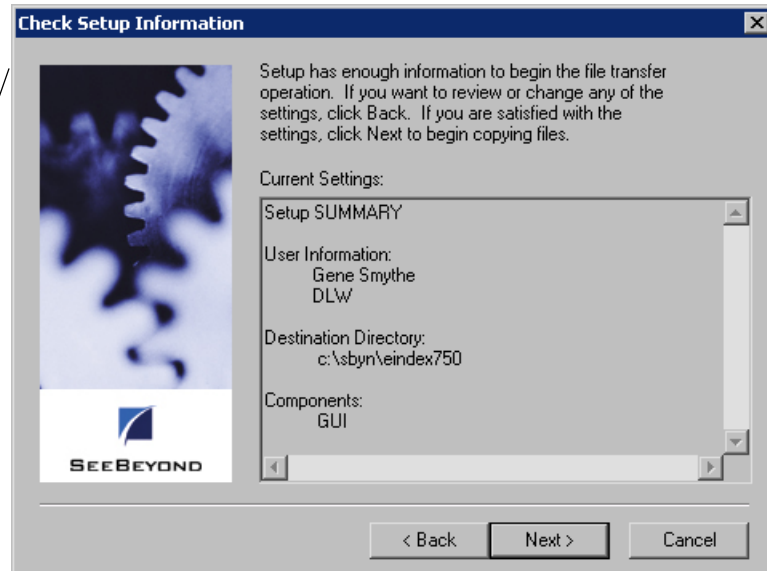 Check Setup Information
Setup has enough information to begin the file transfer
operation. If you want to review or change any of the
settings, click Back. If you are satisfied with the
settings, click Next to begin copying files.
Current Settings:
Setup SUMMARY
User Information:
Gene Smythe
DLW
Destination Directory:
c:\sbyn\eindex750
Components:
GUI
SEEBEYOND
< Back
Next >
Cancel